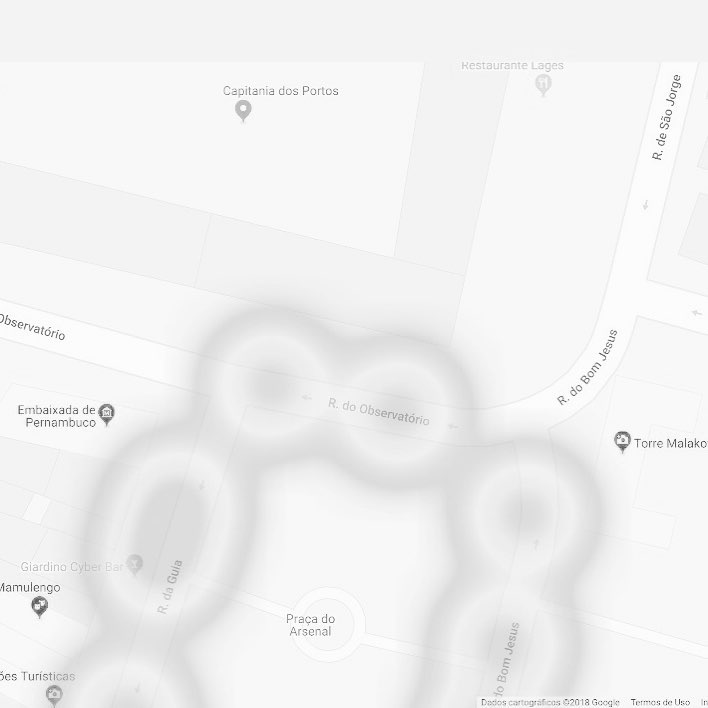 Restaurante Lages
Capitania dos Portos
R. de São Jorge
Observatório
R. do Bom Jesus
R. do Observatório
Embaixada de
Pernambuco
Torre Malako
Giardino Cyber Bar
R. da Guia
Mamulengo
Praça do
Arsenal
do Bom Jesus
ões Turísticas
Dados cartográficos ©2018 Google Termos de Uso In